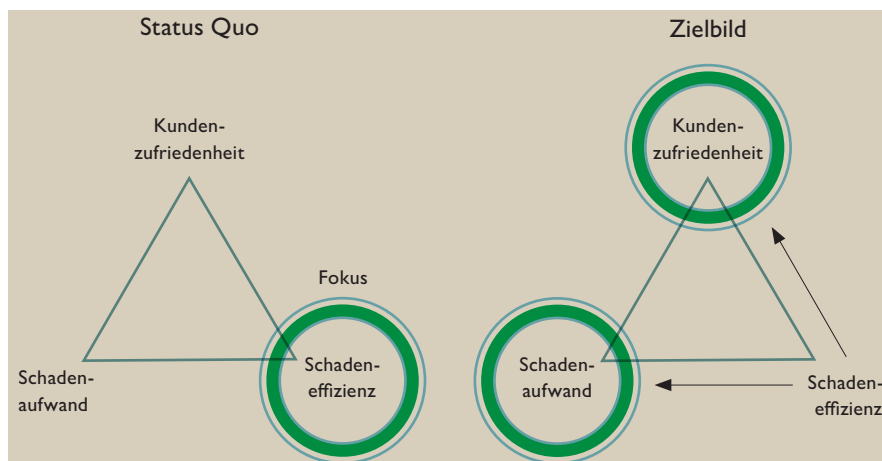 Status Quo
Zielbild
Kunden-
zufriedenheit
Kunden-
zufriedenheit
Fokus
Schaden-
aufwand
Schaden-
effizienz
Schaden-
aufwand
Schaden-
effizienz